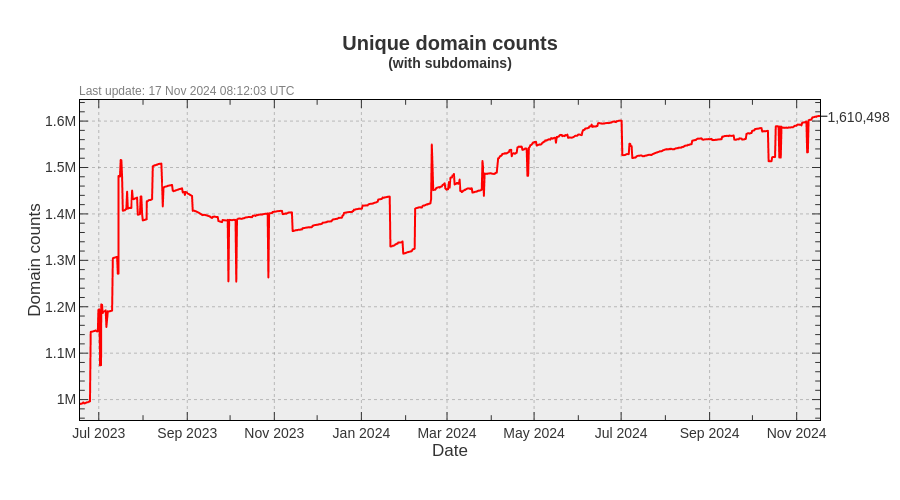 Unique domain counts
(with subdomains)
Last update: 17 Nov 2024 08:12:03 UTC
1.6M
1,610,498
1.5M
1.4M
1.3M
1.2M
1.1M
1M
Domain counts
Jul 2023 Sep 2023 Nov 2023 Jan 2024 Mar 2024 May 2024 Jul 2024 Sep 2024 Nov 2024
Date